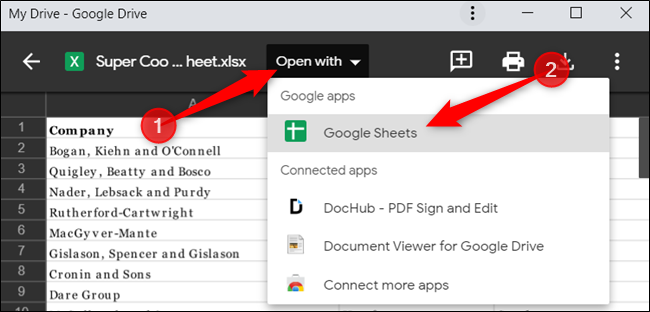 My Drive - Google Drive
X Super Coo ... heet.xlsx Open with
Google apps
Google Sheets
Connected apps
DocHub - PDF Sign and Edit
Document Viewer for Google Drive
Connect more apps
1
2
A
1 Company
2 Bogan, Kiehn and O'Connell
3 Quigley, Beatty and Bosco
4 Nader, Lebsack and Purdy
5 Rutherford-Cartwright
6 MacGyver-Mante
7 Gislason, Spencer and Gislason
8 Cronin and Sons
9 Dare Group
10